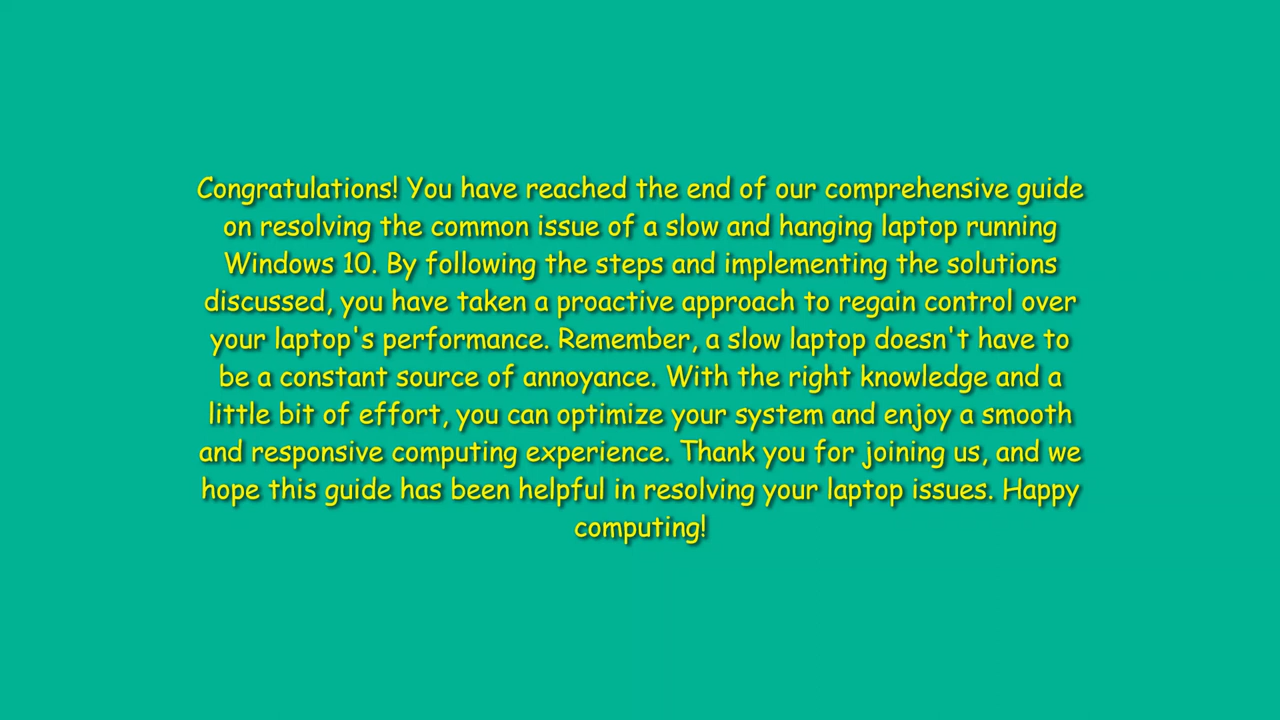 Congratulations! You have reached the end of our comprehensive guide
on resolving the common issue of a slow and hanging laptop running
Windows 10. By following the steps and implementing the solutions
discussed, you have taken a proactive approach to regain control over
your laptop's performance. Remember, a slow laptop doesn't have to
be a constant source of annoyance. With the right knowledge and a
little bit of effort, you can optimize your system and enjoy a smooth
and responsive computing experience. Thank you for joining us, and we
hope this guide has been helpful in resolving your laptop issues. Happy
computing!